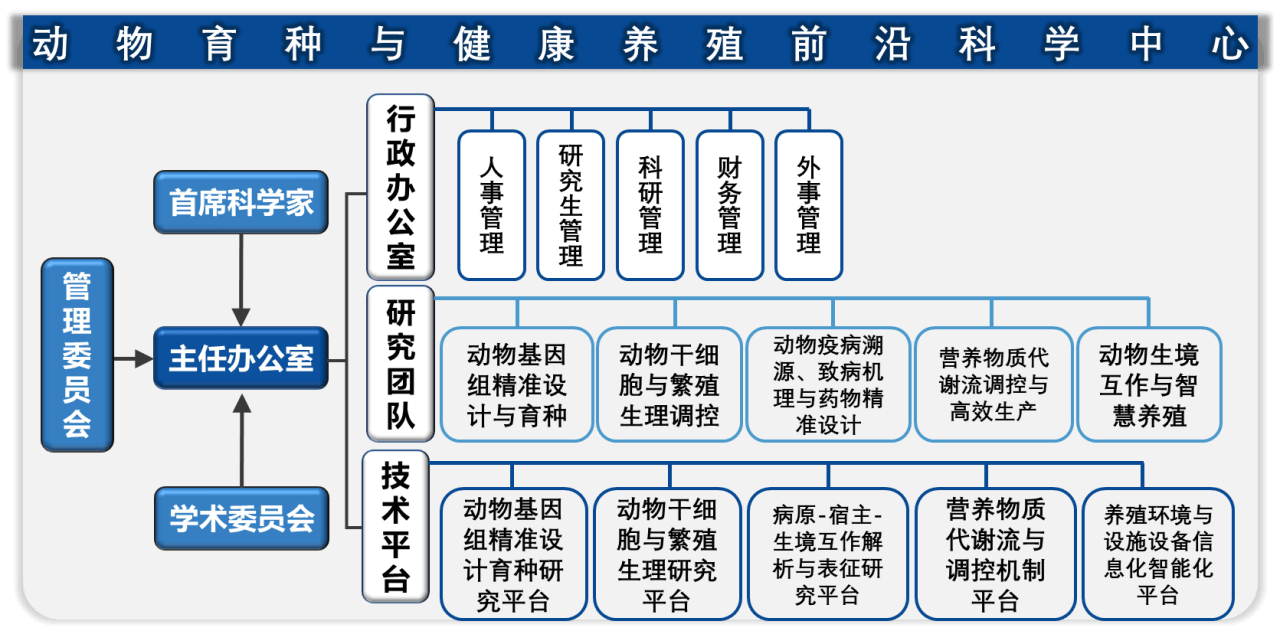 动物育种与健康养殖前沿科学中心
行政办公室
人事管理
研究生管理
科研管理
财务管理
外事管理
首席科学家
管理委员会
主任办公室
学术委员会
研究团队
动物基因
组精准设
计与育种
动物干细
胞与繁殖
生理调控
动物疫病溯
源、致病机
理与药物精
准设计
营养物质代
谢流调控与
高效生产
动物生境
互作与智
慧养殖
技术平台
动物基因
组精准设
计育种研
究平台
动物干细
胞与繁殖
生理研究
平台
病原-宿主-
生境互作解
析与表征研
究平台
营养物质
代谢流与
调控机制
平台
养殖环境与
设施设备信
息化智能化
平台